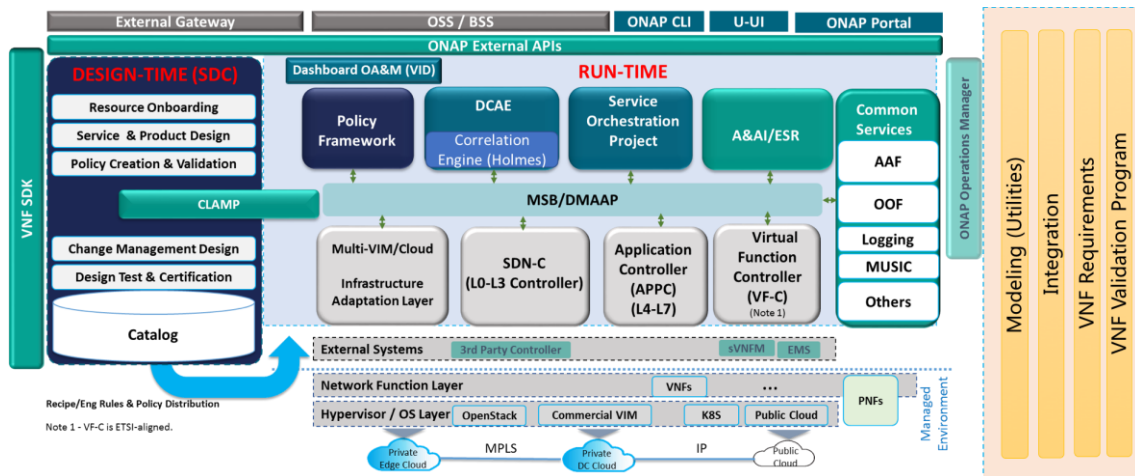 External Gateway
OSS / BSS
ONAP CLI
U-UI
ONAP Portal
ONAP External APIs
VNF SDK
DESIGN-TIME (SDC)
Resource Onboarding
Service & Product Design
Policy Creation & Validation
CLAMP
Change Management Design
Design Test & Certification
Catalog
Dashboard OA&M (VID)
RUN-TIME
Policy
Framework
DCAE
Correlation
Engine (Holmes)
Service
Orchestration
Project
A&AI/ESR
MSB/DMAAP
Multi-VIM/Cloud
Infrastructure
Adaptation Layer
SDN-C
(L0-L3 Controller)
Application
Controller
(APPC)
(L4-L7)
Virtual
Function
Controller
(VF-C)
(Note 1)
Common
Services
AAF
OOF
Logging
MUSIC
Others
ONAP Operations Manager
Modeling (Utilities)
Integration
VNF Requirements
VNF Validation Program
External Systems
3rd Party Controller
sVNFM
EMS
Network Function Layer
VNFs
...
Hypervisor / OS Layer
OpenStack
Commercial VIM
K8S
Public Cloud
PNFs
Managed
Environment
Recipe/Eng Rules & Policy Distribution
Note 1 - VF-C is ETSI-aligned.
Private
Edge Cloud
MPLS
Private
DC Cloud
IP
Public
Cloud